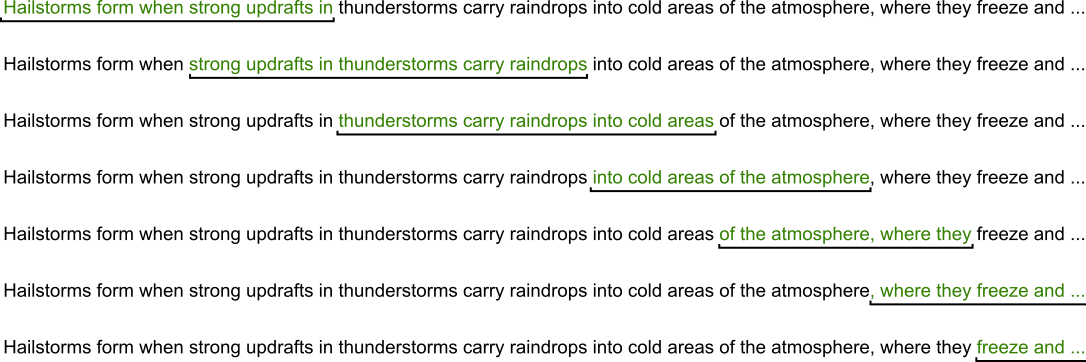 Hailstorms form when strong updrafts in thunderstorms carry raindrops into cold areas of the atmosphere, where they freeze and ...
Hailstorms form when strong updrafts in thunderstorms carry raindrops into cold areas of the atmosphere, where they freeze and ...
Hailstorms form when strong updrafts in thunderstorms carry raindrops into cold areas of the atmosphere, where they freeze and ...
Hailstorms form when strong updrafts in thunderstorms carry raindrops into cold areas of the atmosphere, where they freeze and ...
Hailstorms form when strong updrafts in thunderstorms carry raindrops into cold areas of the atmosphere, where they freeze and ...
Hailstorms form when strong updrafts in thunderstorms carry raindrops into cold areas of the atmosphere, where they freeze and ...
Hailstorms form when strong updrafts in thunderstorms carry raindrops into cold areas of the atmosphere, where they freeze and ...